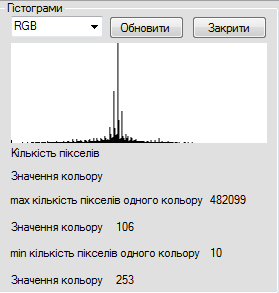 Гістограми
RGB Обновити Закрити
Кількість пікселів
Значення кольору
max кількість пікселів одного кольору 482099
Значення кольору 106
min кількість пікселів одного кольору 10
Значення кольору 253